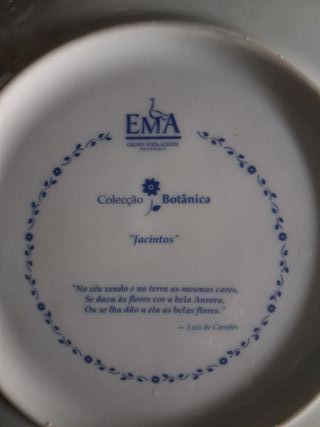 EMA
GRUPO VISTA ALEGRE
PORTUGAL
Colecção Botânica
"Jacintos"
"No céu vendo e na terra as mesmas cores,
Se dava às flores cor a bela Aurora,
Ou se lha dão a ela as belas flores."
— Luís de Camões